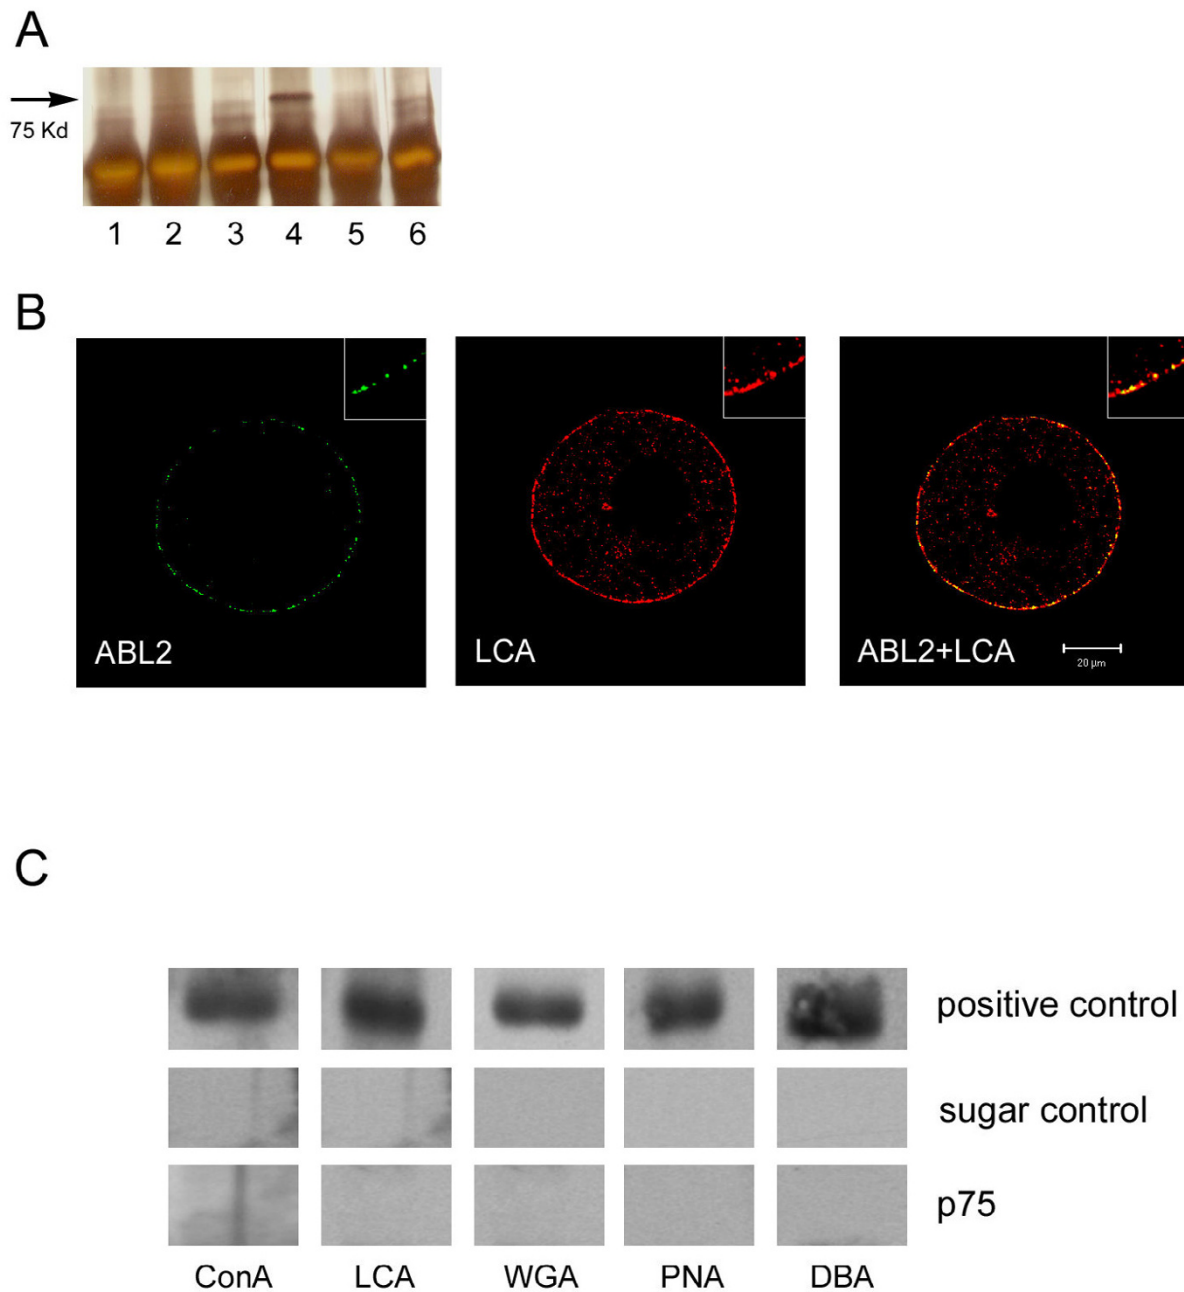 A
75 Kd
1 2 3 4 5 6
B
ABL2
LCA
ABL2+LCA
20 µm
C
positive control
sugar control
p75
ConA LCA WGA PNA DBA